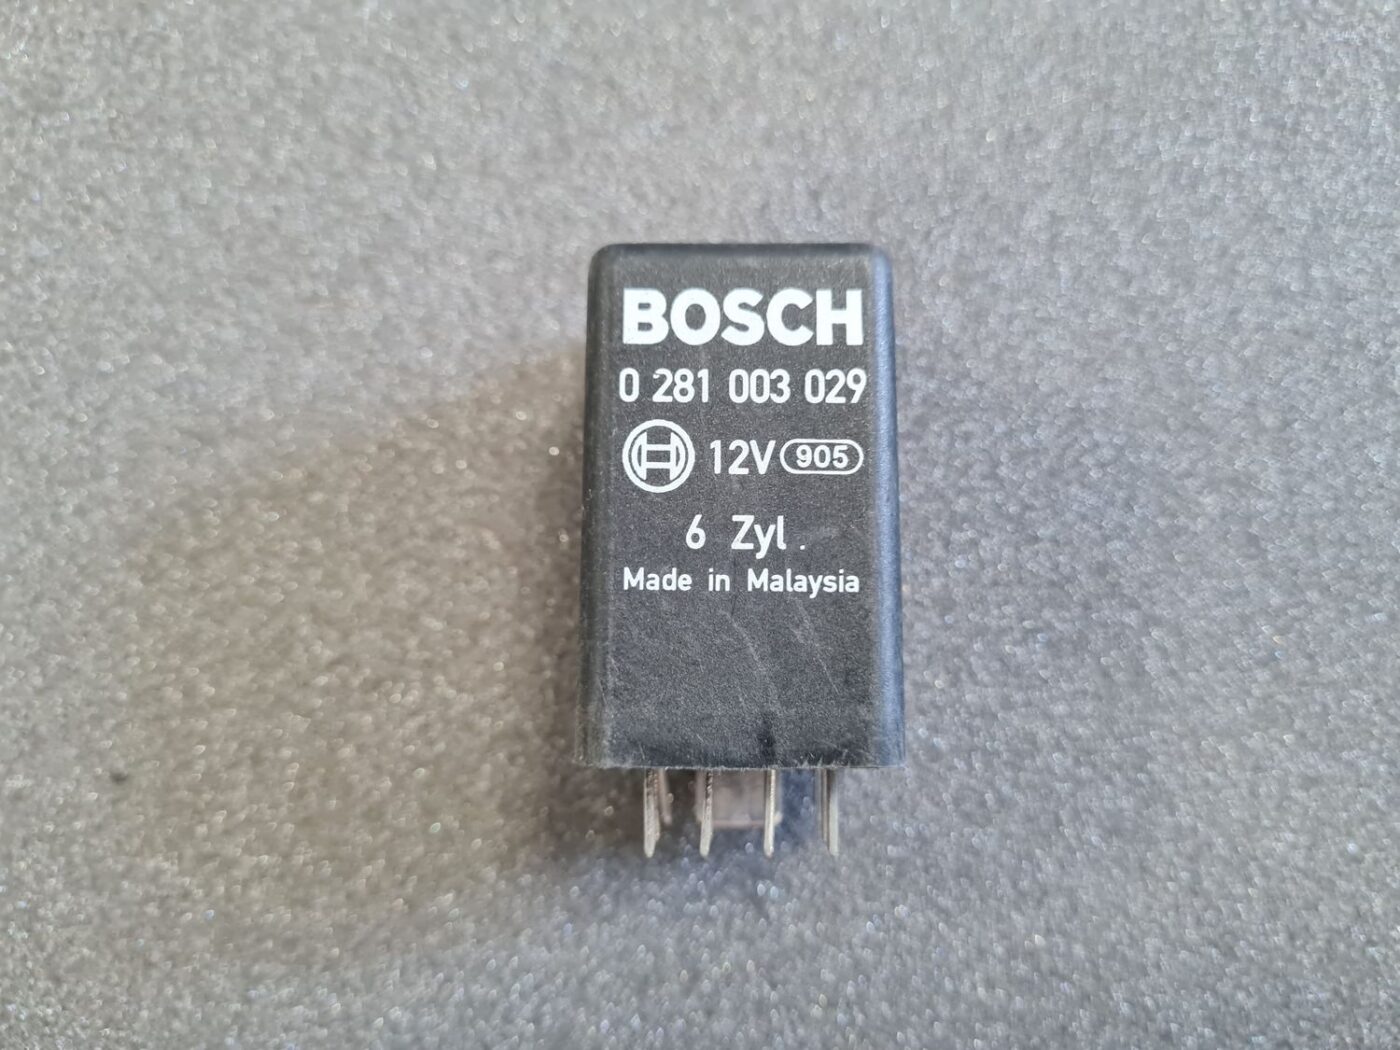 BOSCH
0 281 003 029
12V 905
6 Zyl.
Made in Malaysia